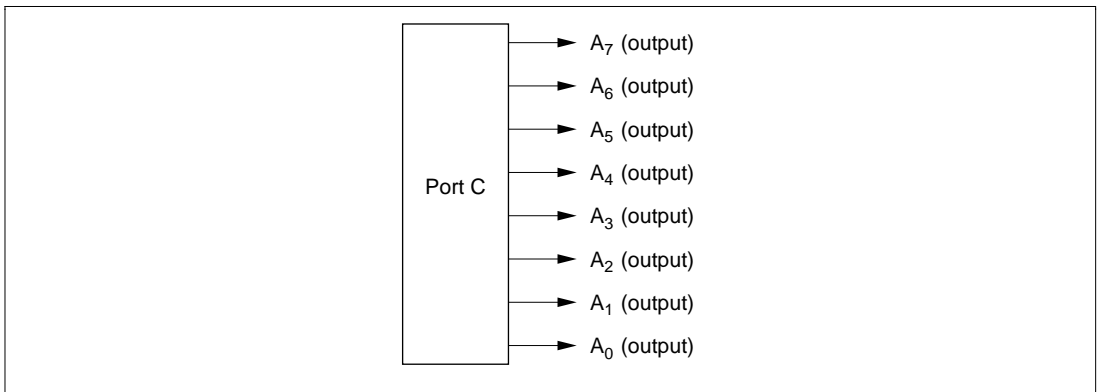 A7 (output)
A6 (output)
A5 (output)
A4 (output)
Port C
A3 (output)
A2 (output)
A1 (output)
A0 (output)